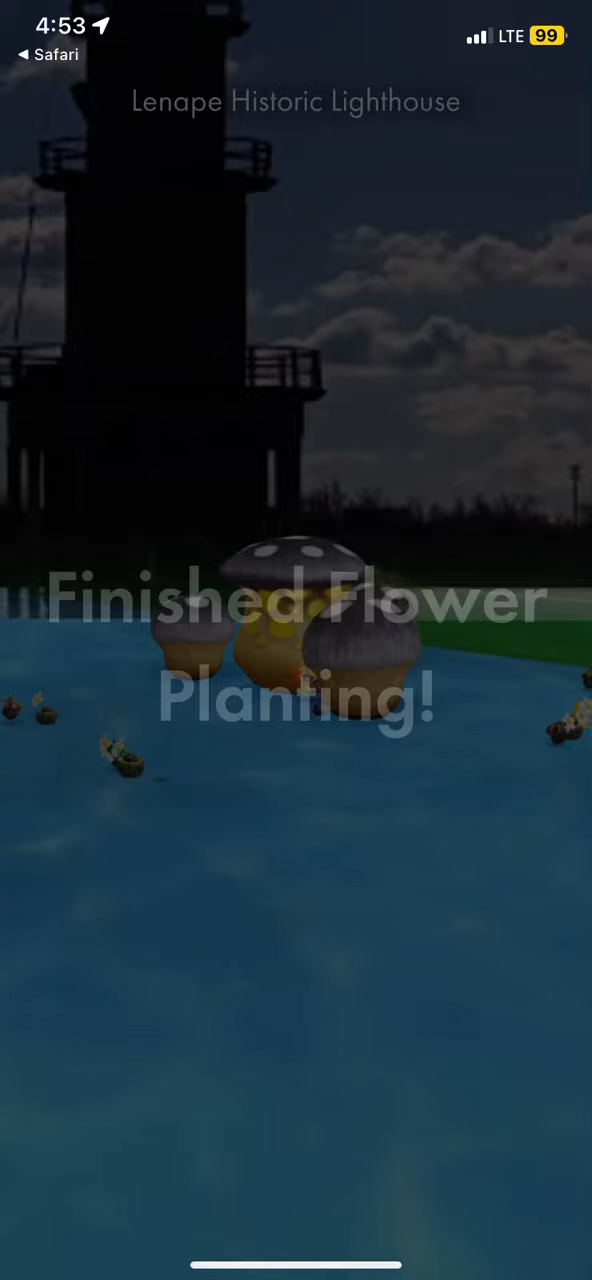 4:53
LTE 99
◀ Safari
Lenape Historic Lighthouse
Finished Flower
Planting!